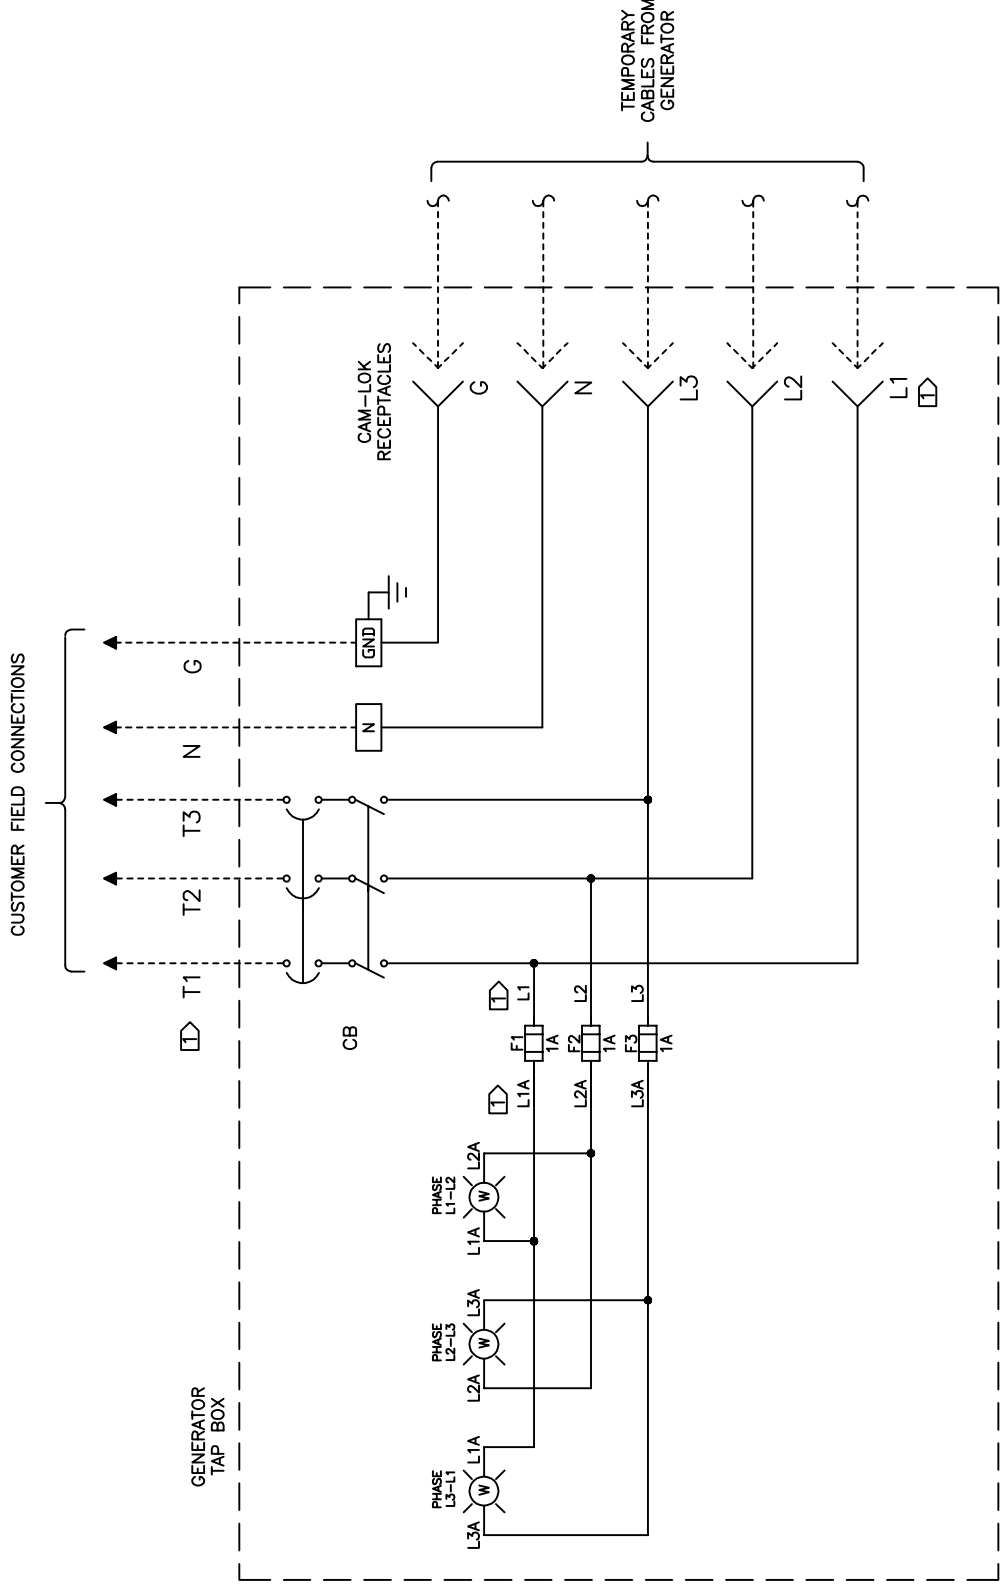 GENERATOR
TAP BOX
CUSTOMER FIELD CONNECTIONS
1
T1
T2
T3
N
G
CB
N
GND
CAM-LOK
RECEPTACLES
G
N
L3
L2
L1
1
TEMPORARY
CABLES FROM
GENERATOR
PHASE
L3-L1
L3A
W
L1A
PHASE
L2-L3
L2A
W
L3A
PHASE
L1-L2
L1A
W
L2A
1
L1A
F1
1A
1
L1
L2A
F2
1A
L2
L3A
F3
1A
L3